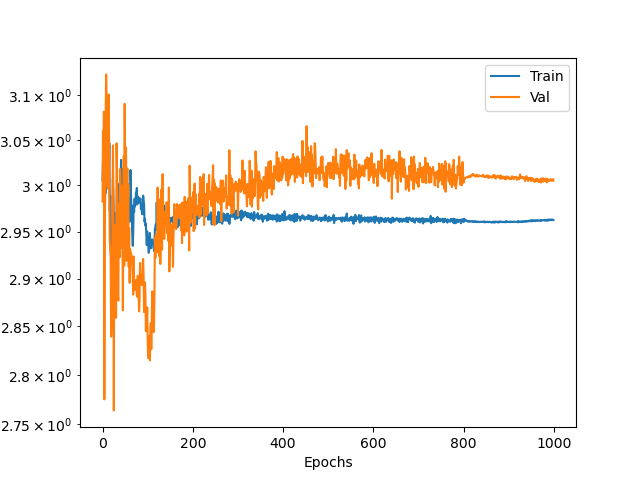 Train
Val
3.1 × 10⁰
3.05 × 10⁰
3 × 10⁰
2.95 × 10⁰
2.9 × 10⁰
2.85 × 10⁰
2.8 × 10⁰
2.75 × 10⁰
0 200 400 600 800 1000
Epochs